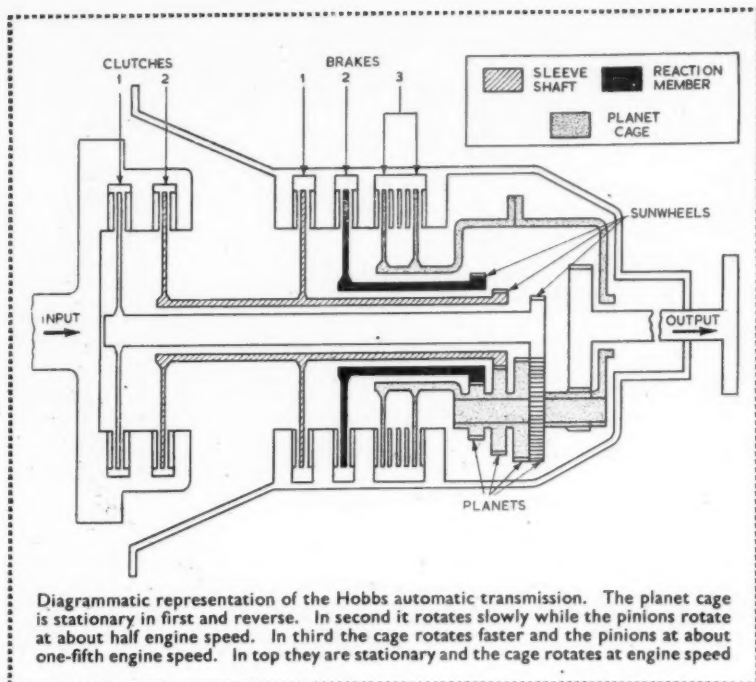 CLUTCHES
1 2
BRAKES
1 2 3
SLEEVE SHAFT
REACTION MEMBER
PLANET CAGE
SUNWHEELS
INPUT
OUTPUT
PLANETS
Diagrammatic representation of the Hobbs automatic transmission. The planet cage
is stationary in first and reverse. In second it rotates slowly while the pinions rotate
at about half engine speed. In third the cage rotates faster and the pinions at about
one-fifth engine speed. In top they are stationary and the cage rotates at engine speed